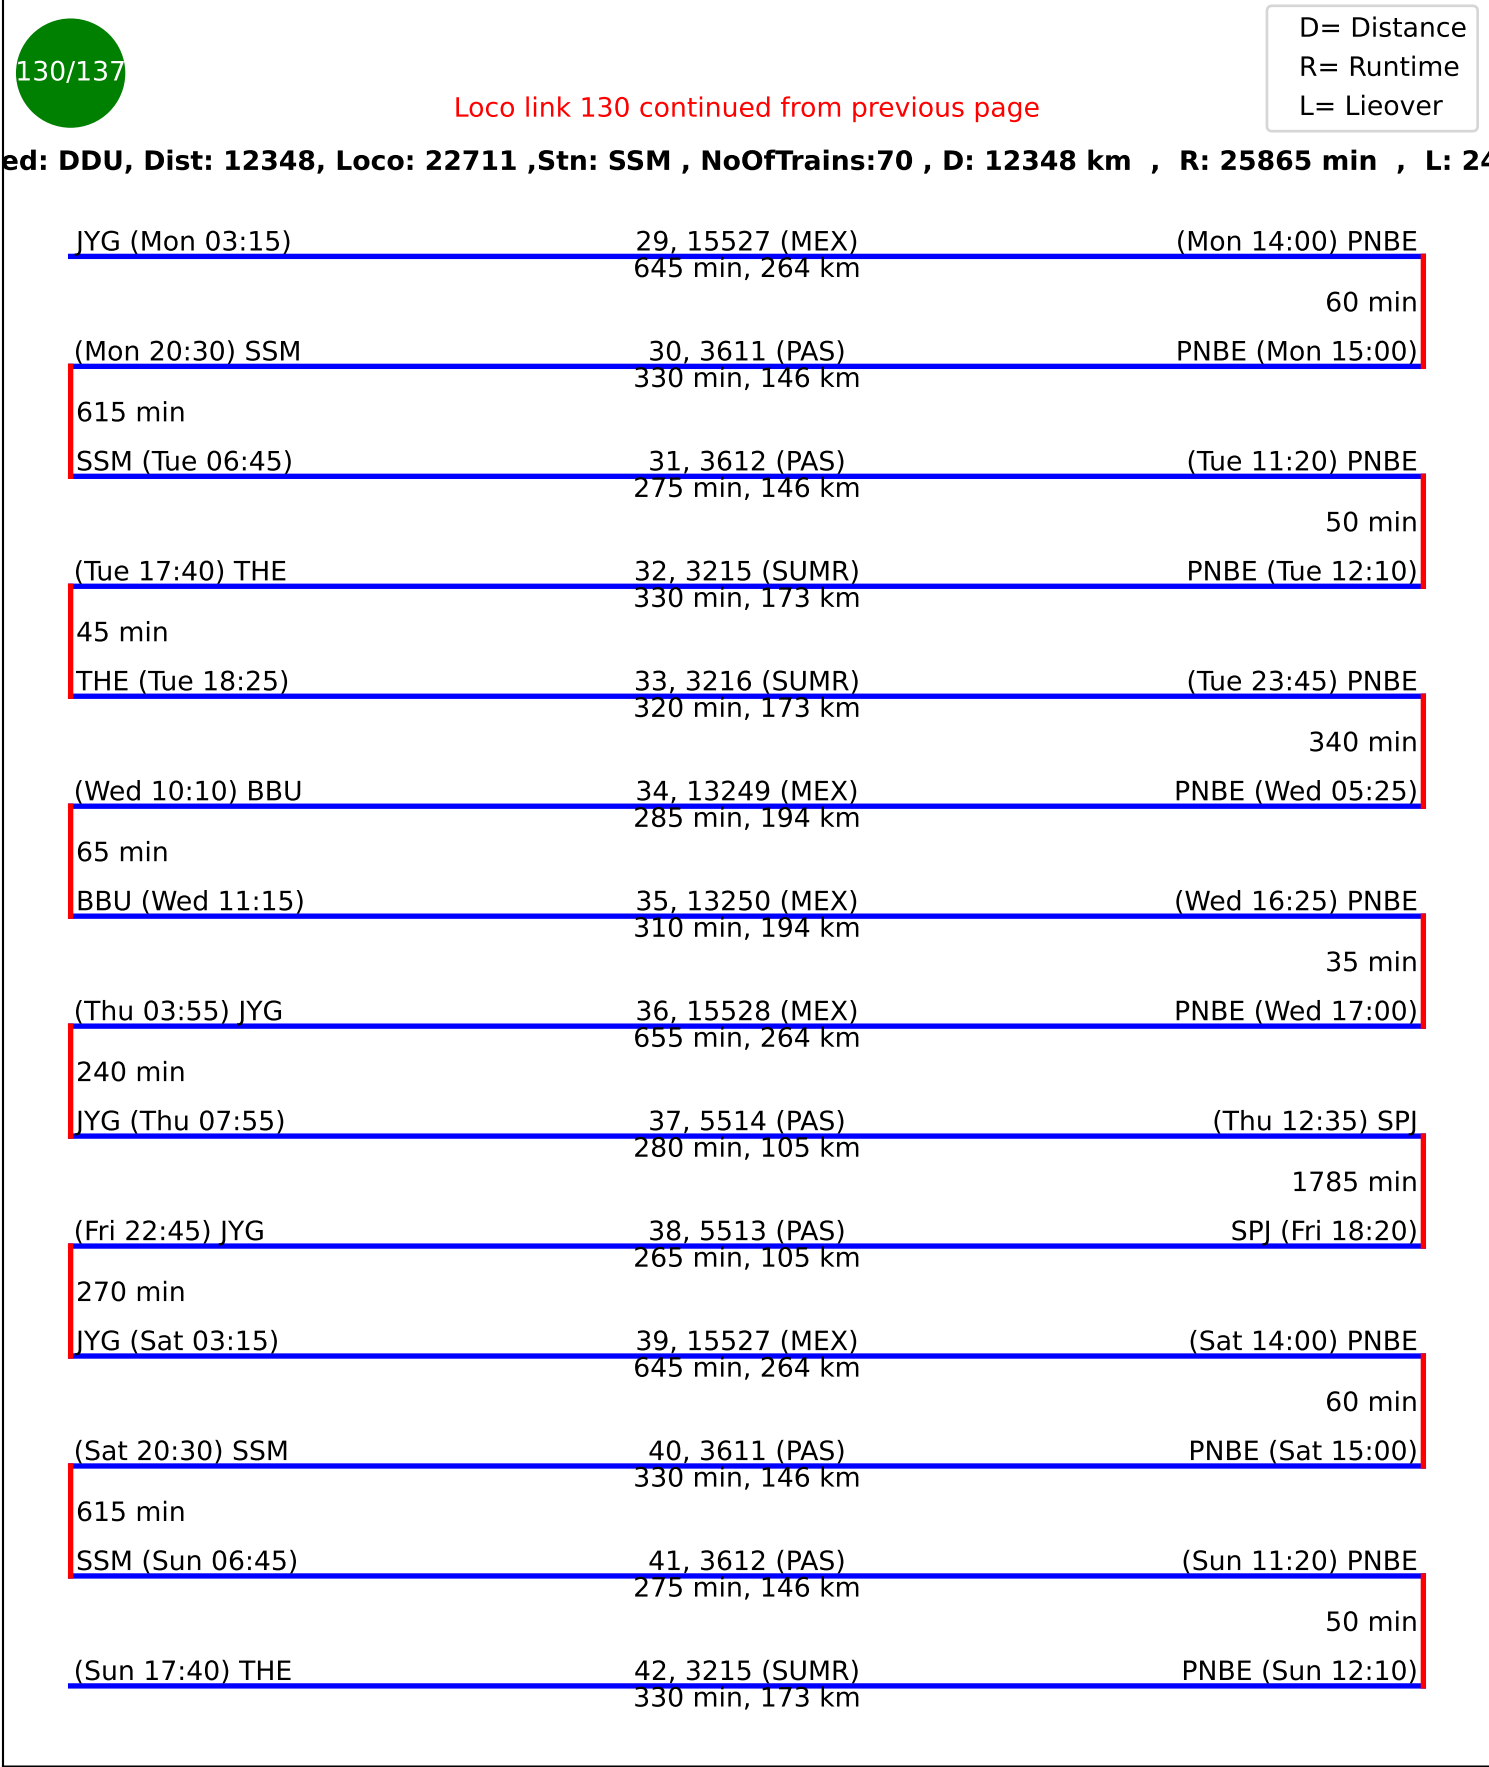 130/137
D= Distance
R= Runtime
L= Lieover
Loco link 130 continued from previous page
ed: DDU, Dist: 12348, Loco: 22711 ,Stn: SSM , NoOfTrains:70 , D: 12348 km , R: 25865 min , L: 24
JYG (Mon 03:15) 29, 15527 (MEX) (Mon 14:00) PNBE
645 min, 264 km
60 min
(Mon 20:30) SSM 30, 3611 (PAS) PNBE (Mon 15:00)
330 min, 146 km
615 min
SSM (Tue 06:45) 31, 3612 (PAS) (Tue 11:20) PNBE
275 min, 146 km
50 min
(Tue 17:40) THE 32, 3215 (SUMR) PNBE (Tue 12:10)
330 min, 173 km
45 min
THE (Tue 18:25) 33, 3216 (SUMR) (Tue 23:45) PNBE
320 min, 173 km
340 min
(Wed 10:10) BBU 34, 13249 (MEX) PNBE (Wed 05:25)
285 min, 194 km
65 min
BBU (Wed 11:15) 35, 13250 (MEX) (Wed 16:25) PNBE
310 min, 194 km
35 min
(Thu 03:55) JYG 36, 15528 (MEX) PNBE (Wed 17:00)
655 min, 264 km
240 min
JYG (Thu 07:55) 37, 5514 (PAS) (Thu 12:35) SPJ
280 min, 105 km
1785 min
(Fri 22:45) JYG 38, 5513 (PAS) SPJ (Fri 18:20)
265 min, 105 km
270 min
JYG (Sat 03:15) 39, 15527 (MEX) (Sat 14:00) PNBE
645 min, 264 km
60 min
(Sat 20:30) SSM 40, 3611 (PAS) PNBE (Sat 15:00)
330 min, 146 km
615 min
SSM (Sun 06:45) 41, 3612 (PAS) (Sun 11:20) PNBE
275 min, 146 km
50 min
(Sun 17:40) THE 42, 3215 (SUMR) PNBE (Sun 12:10)
330 min, 173 km